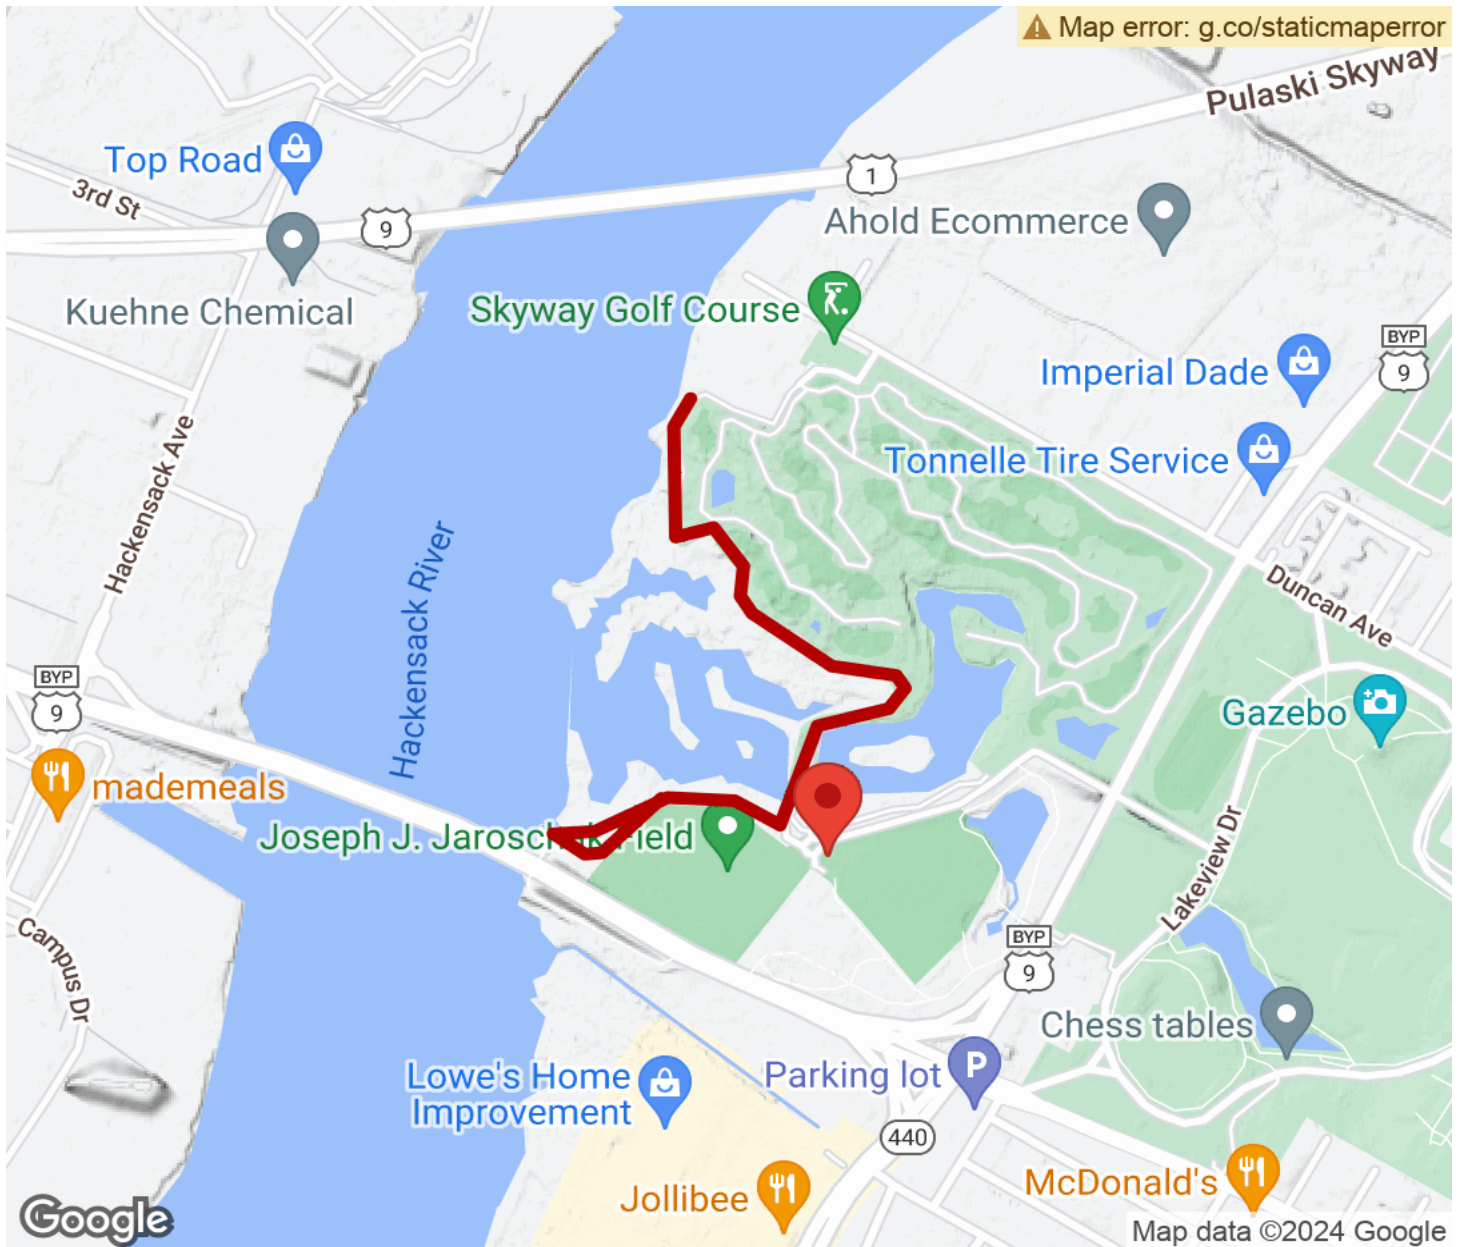 Map error: g.co/staticmaperror
Pulaski Skyway
Top Road
1
3rd St
9
Ahold Ecommerce
Kuehne Chemical
Skyway Golf Course
BYP
9
Imperial Dade
Hackensack Ave
Tonnelle Tire Service
Hackensack River
Duncan Ave
BYP
9
Gazebo
mademeals
Joseph J. Jaroschak Field
Lakeview Dr
Campus Dr
BYP
9
Chess tables
Lowe's Home
Improvement
Parking lot
P
440
McDonald's
Jollibee
Google
Map data ©2024 Google